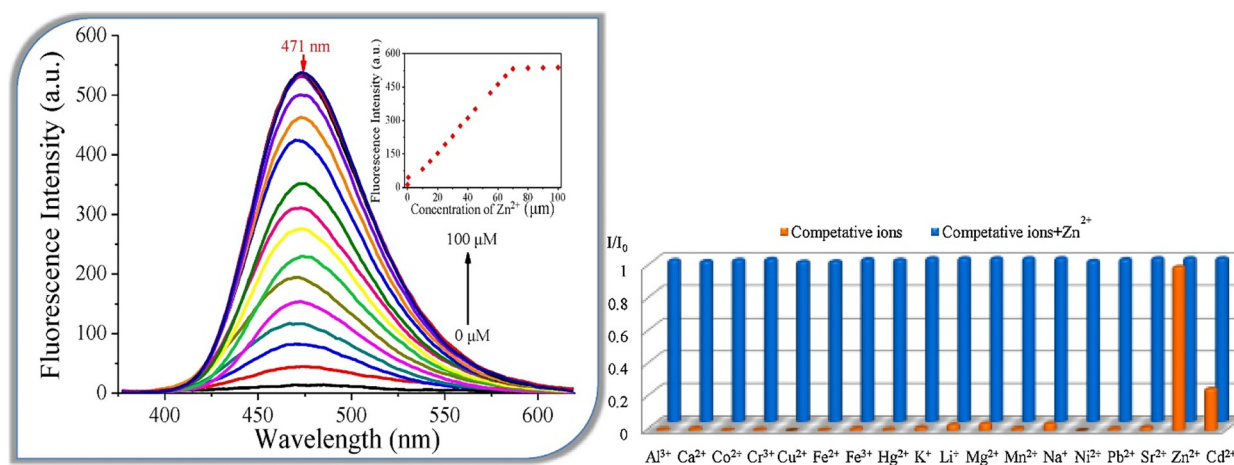 600
500
400
300
200
100
0
Fluorescence Intensity (a.u.)
471 nm
400
450
500
550
600
Wavelength (nm)
600
450
300
150
0
Fluorescence Intensity (a.u.)
0 20 40 60 80 100
Concentration of Zn²⁺ (μm)
100 μM
0 μM
Competative ions
Competative ions+Zn²⁺
I/I₀
1
0.8
0.6
0.4
0.2
0
Al³⁺ Ca²⁺ Co²⁺ Cr³⁺ Cu²⁺ Fe²⁺ Fe³⁺ Hg²⁺ K⁺ Li⁺ Mg²⁺ Mn²⁺ Na⁺ Ni²⁺ Pb²⁺ Sr²⁺ Zn²⁺ Cd²⁺